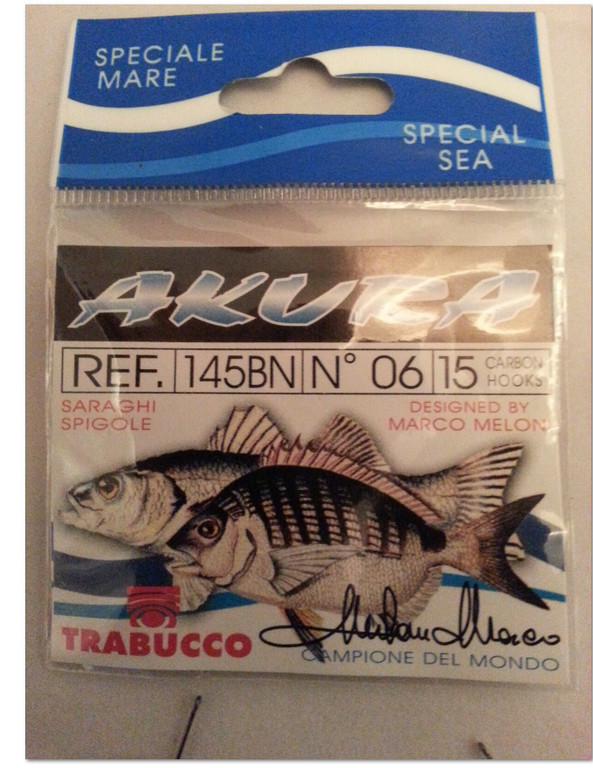 SPECIALE
MARE
SPECIAL
SEA
AKURA
REF. 145BN N° 06 15 CARBON
HOOKS
SARAGHI
SPIGOLE
DESIGNED BY
MARCO MELONI
TRABUCCO
CAMPIONE DEL MONDO